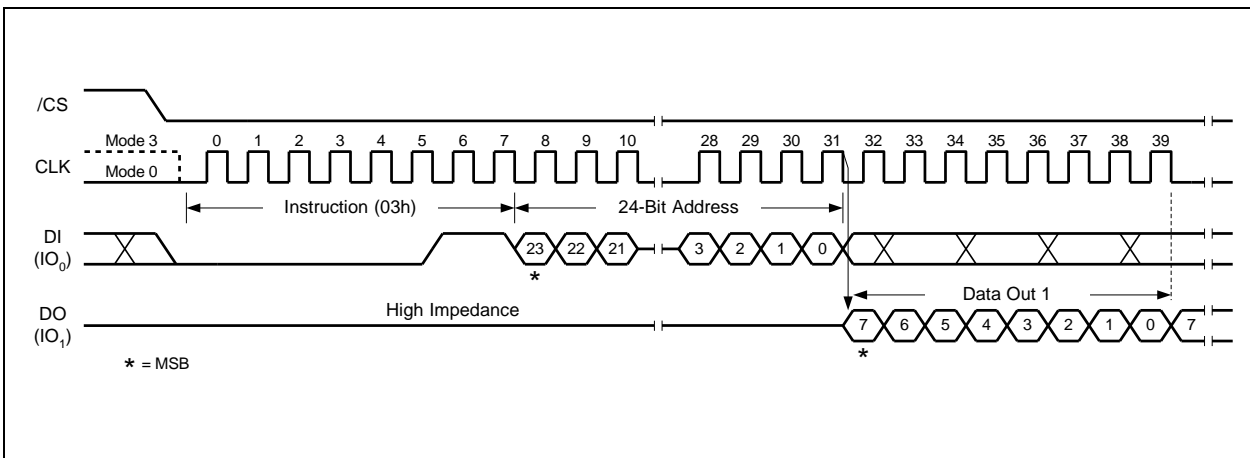 /CS
Mode 3
0 1 2 3 4 5 6 7 8 9 10 28 29 30 31 32 33 34 35 36 37 38 39
CLK
Mode 0
Instruction (03h)
24-Bit Address
DI
(IO0)
23 22 21 3 2 1 0
*
High Impedance
Data Out 1
DO
(IO1)
7 6 5 4 3 2 1 0 7
*
* = MSB